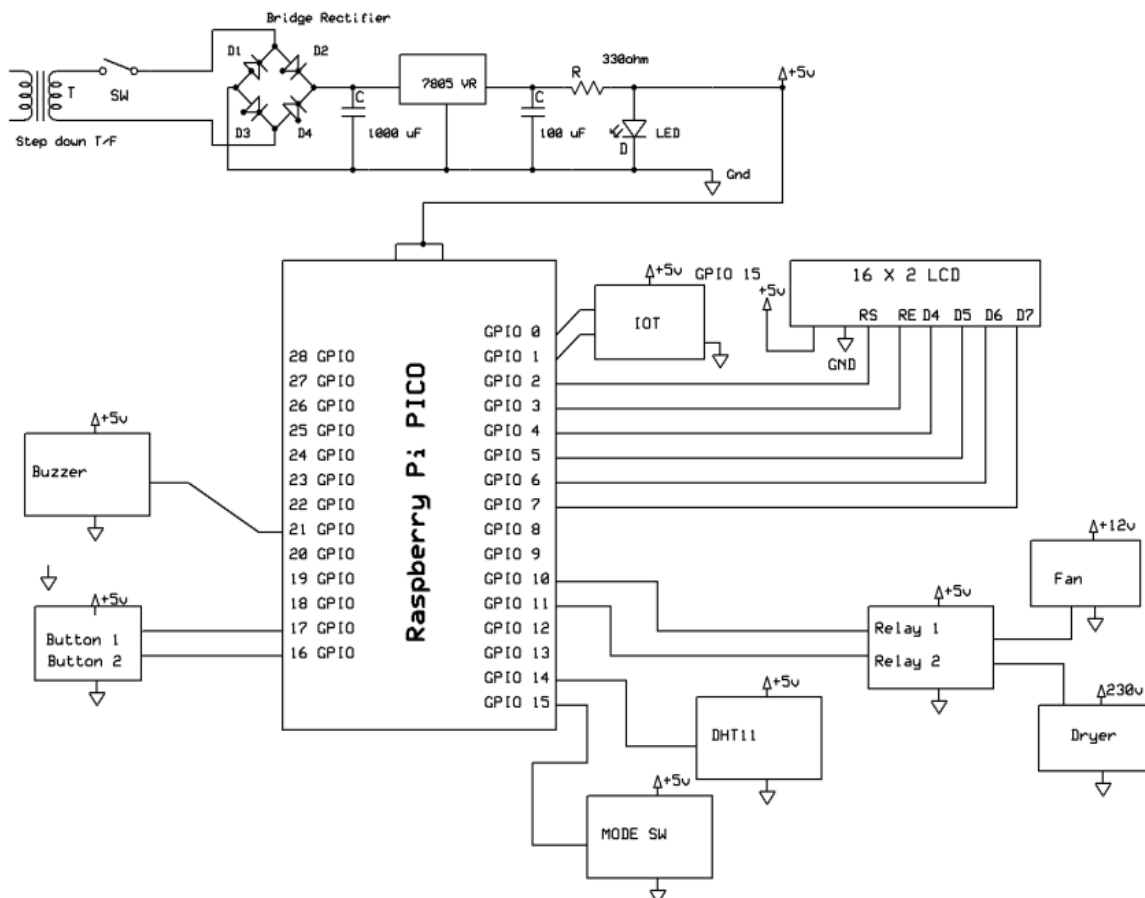 Bridge Rectifier
D1
D2
330ohm
R
+5v
T
SW
C
7805 VR
C
D3
D4
1000 uF
100 uF
LED
D
Step down T/F
Gnd
Raspberry Pi PICO
GPIO 0
GPIO 1
GPIO 2
GPIO 3
GPIO 4
GPIO 5
GPIO 6
GPIO 7
GPIO 8
GPIO 9
GPIO 10
GPIO 11
GPIO 12
GPIO 13
GPIO 14
GPIO 15
28 GPIO
27 GPIO
26 GPIO
25 GPIO
24 GPIO
23 GPIO
22 GPIO
21 GPIO
20 GPIO
19 GPIO
18 GPIO
17 GPIO
16 GPIO
+5v
IOT
GPIO 15
+5v
16 X 2 LCD
RS RE D4 D5 D6 D7
GND
+5v
Buzzer
+5v
Button 1
Button 2
+5v
Relay 1
Relay 2
+12v
Fan
230v
Dryer
+5v
DHT11
+5v
MODE SW